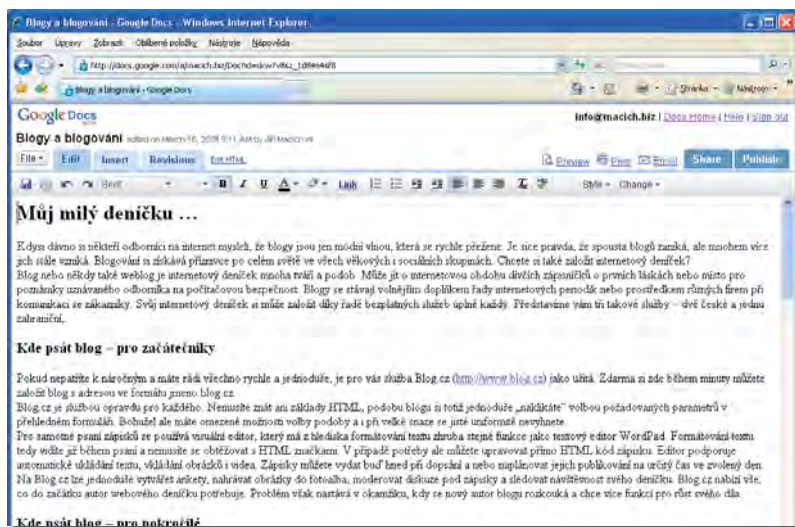 Blogy a blogování - Google Docs - Windows Internet Explorer
Soubor Úpravy Zobrazit Oblíbené položky Nástroje Nápověda
Blogy a blogování - Google Docs
Stránka Nástroje
Google Docs
info@macich.biz | Docs Home | Help | Sign out
Blogy a blogování edited on March 10, 2008 9:11 AM by
File Edit Insert Revisions Edit HTML
Preview Print Email Share Publish
B I U A Link Style Change
Můj milý deníčku …
Kdysi dávno si někteří odborníci na internet mysleli, že blogy jsou jen módní vlnou, která se rychle přežene. Je sice pravda, že spousta blogů zaniká, ale mnohem více
jich stále vzniká. Blogování si získává příznivce po celém světě ve všech věkových i sociálních skupinách. Chcete si také založit internetový deníček?
Blog nebo někdy také weblog je internetový deníček mnoha tváří a podob. Může jít o internetovou obdobu dívčích zápisníčků o prvních láskách nebo místo pro
poznámky uznávaného odborníka na počítačovou bezpečnost. Blogy se stávají volnějším doplňkem řady internetových periodik nebo prostředkem různých firem při
komunikaci se zákazníky. Svůj internetový deníček si může založit díky řadě bezplatných služeb úplně každý. Představíme vám tři takové služby – dvě české a jednu
zahraniční.
Kde psát blog – pro začátečníky
Pokud nepatříte k náročným a máte rádi všechno rychle a jednoduše, je pro vás služba Blog.cz (http://www.blog.cz) jako ušitá. Zdarma si zde během minuty můžete
založit blog s adresou ve formátu jmeno.blog.cz.
Blog.cz je službou opravdu pro každého. Nemusíte znát ani základy HTML, podobu blogu si totiž jednoduše „naklikáte" volbou požadovaných parametrů v
přehledném formuláři. Bohužel ale máte omezené možnosti volby podoby a i při velké snaze se jisté uniformitě nevyhnete.
Pro samotné psaní zápisků se používá vizuální editor, který má z hlediska formátování textu zhruba stejné funkce jako textový editor WordPad. Formátování textu
tedy vidíte již během psaní a nemusíte se obtěžovat s HTML značkami. V případě potřeby ale můžete upravovat přímo HTML kód zápisku. Editor podporuje
automatické ukládání textu, vkládání obrázků i videa. Zápisky můžete vydat buď hned při dopsání a nebo naplánovat jejich publikování na určitý čas ve zvolený den.
Na Blog.cz lze jednoduše vytvářet ankety, nahrávat obrázky do fotoalba, moderovat diskuze pod zápisky a sledovat návštěvnost svého deníčku. Blog.cz nabízí vše,
co do začátku autor webového deníčku potřebuje. Problém však nastává v okamžiku, kdy se nový autor blogu rozkouká a chce více funkcí pro růst svého díla.
Kde psát blog – pro pokročilé